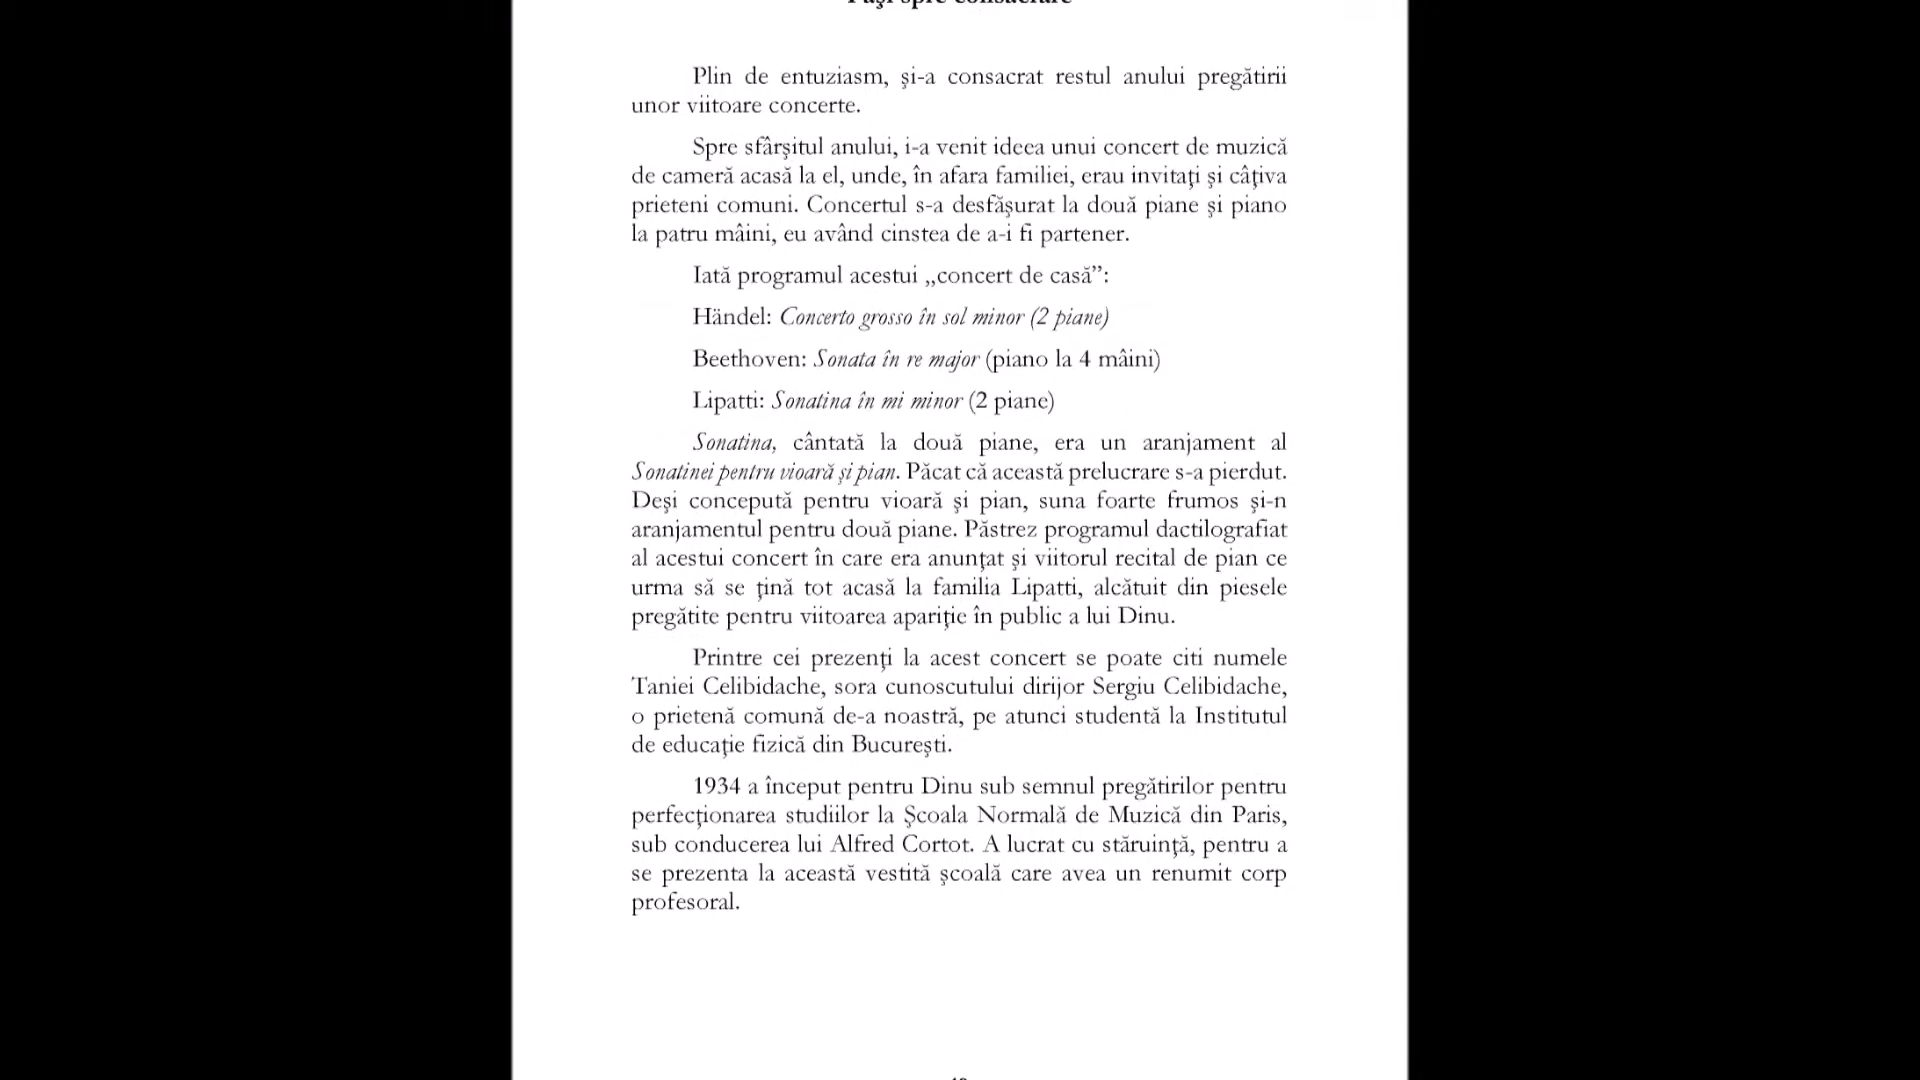 Paşi spre consacrare
Plin de entuziasm, şi-a consacrat restul anului pregătirii
unor viitoare concerte.
Spre sfârşitul anului, i-a venit ideea unui concert de muzică
de cameră acasă la el, unde, în afara familiei, erau invitaţi şi câţiva
prieteni comuni. Concertul s-a desfăşurat la două piane şi piano
la patru mâini, eu având cinstea de a-i fi partener.
Iată programul acestui „concert de casă”:
Händel: Concerto grosso în sol minor (2 piane)
Beethoven: Sonata în re major (piano la 4 mâini)
Lipatti: Sonatina în mi minor (2 piane)
Sonatina, cântată la două piane, era un aranjament al
Sonatinei pentru vioară şi pian. Păcat că această prelucrare s-a pierdut.
Deşi concepută pentru vioară şi pian, suna foarte frumos şi-n
aranjamentul pentru două piane. Păstrez programul dactilografiat
al acestui concert în care era anunţat şi viitorul recital de pian ce
urma să se ţină tot acasă la familia Lipatti, alcătuit din piesele
pregătite pentru viitoarea apariţie în public a lui Dinu.
Printre cei prezenţi la acest concert se poate citi numele
Taniei Celibidache, sora cunoscutului dirijor Sergiu Celibidache,
o prietenă comună de-a noastră, pe atunci studentă la Institutul
de educaţie fizică din Bucureşti.
1934 a început pentru Dinu sub semnul pregătirilor pentru
perfecţionarea studiilor la Şcoala Normală de Muzică din Paris,
sub conducerea lui Alfred Cortot. A lucrat cu stăruinţă, pentru a
se prezenta la această vestită şcoală care avea un renumit corp
profesoral.